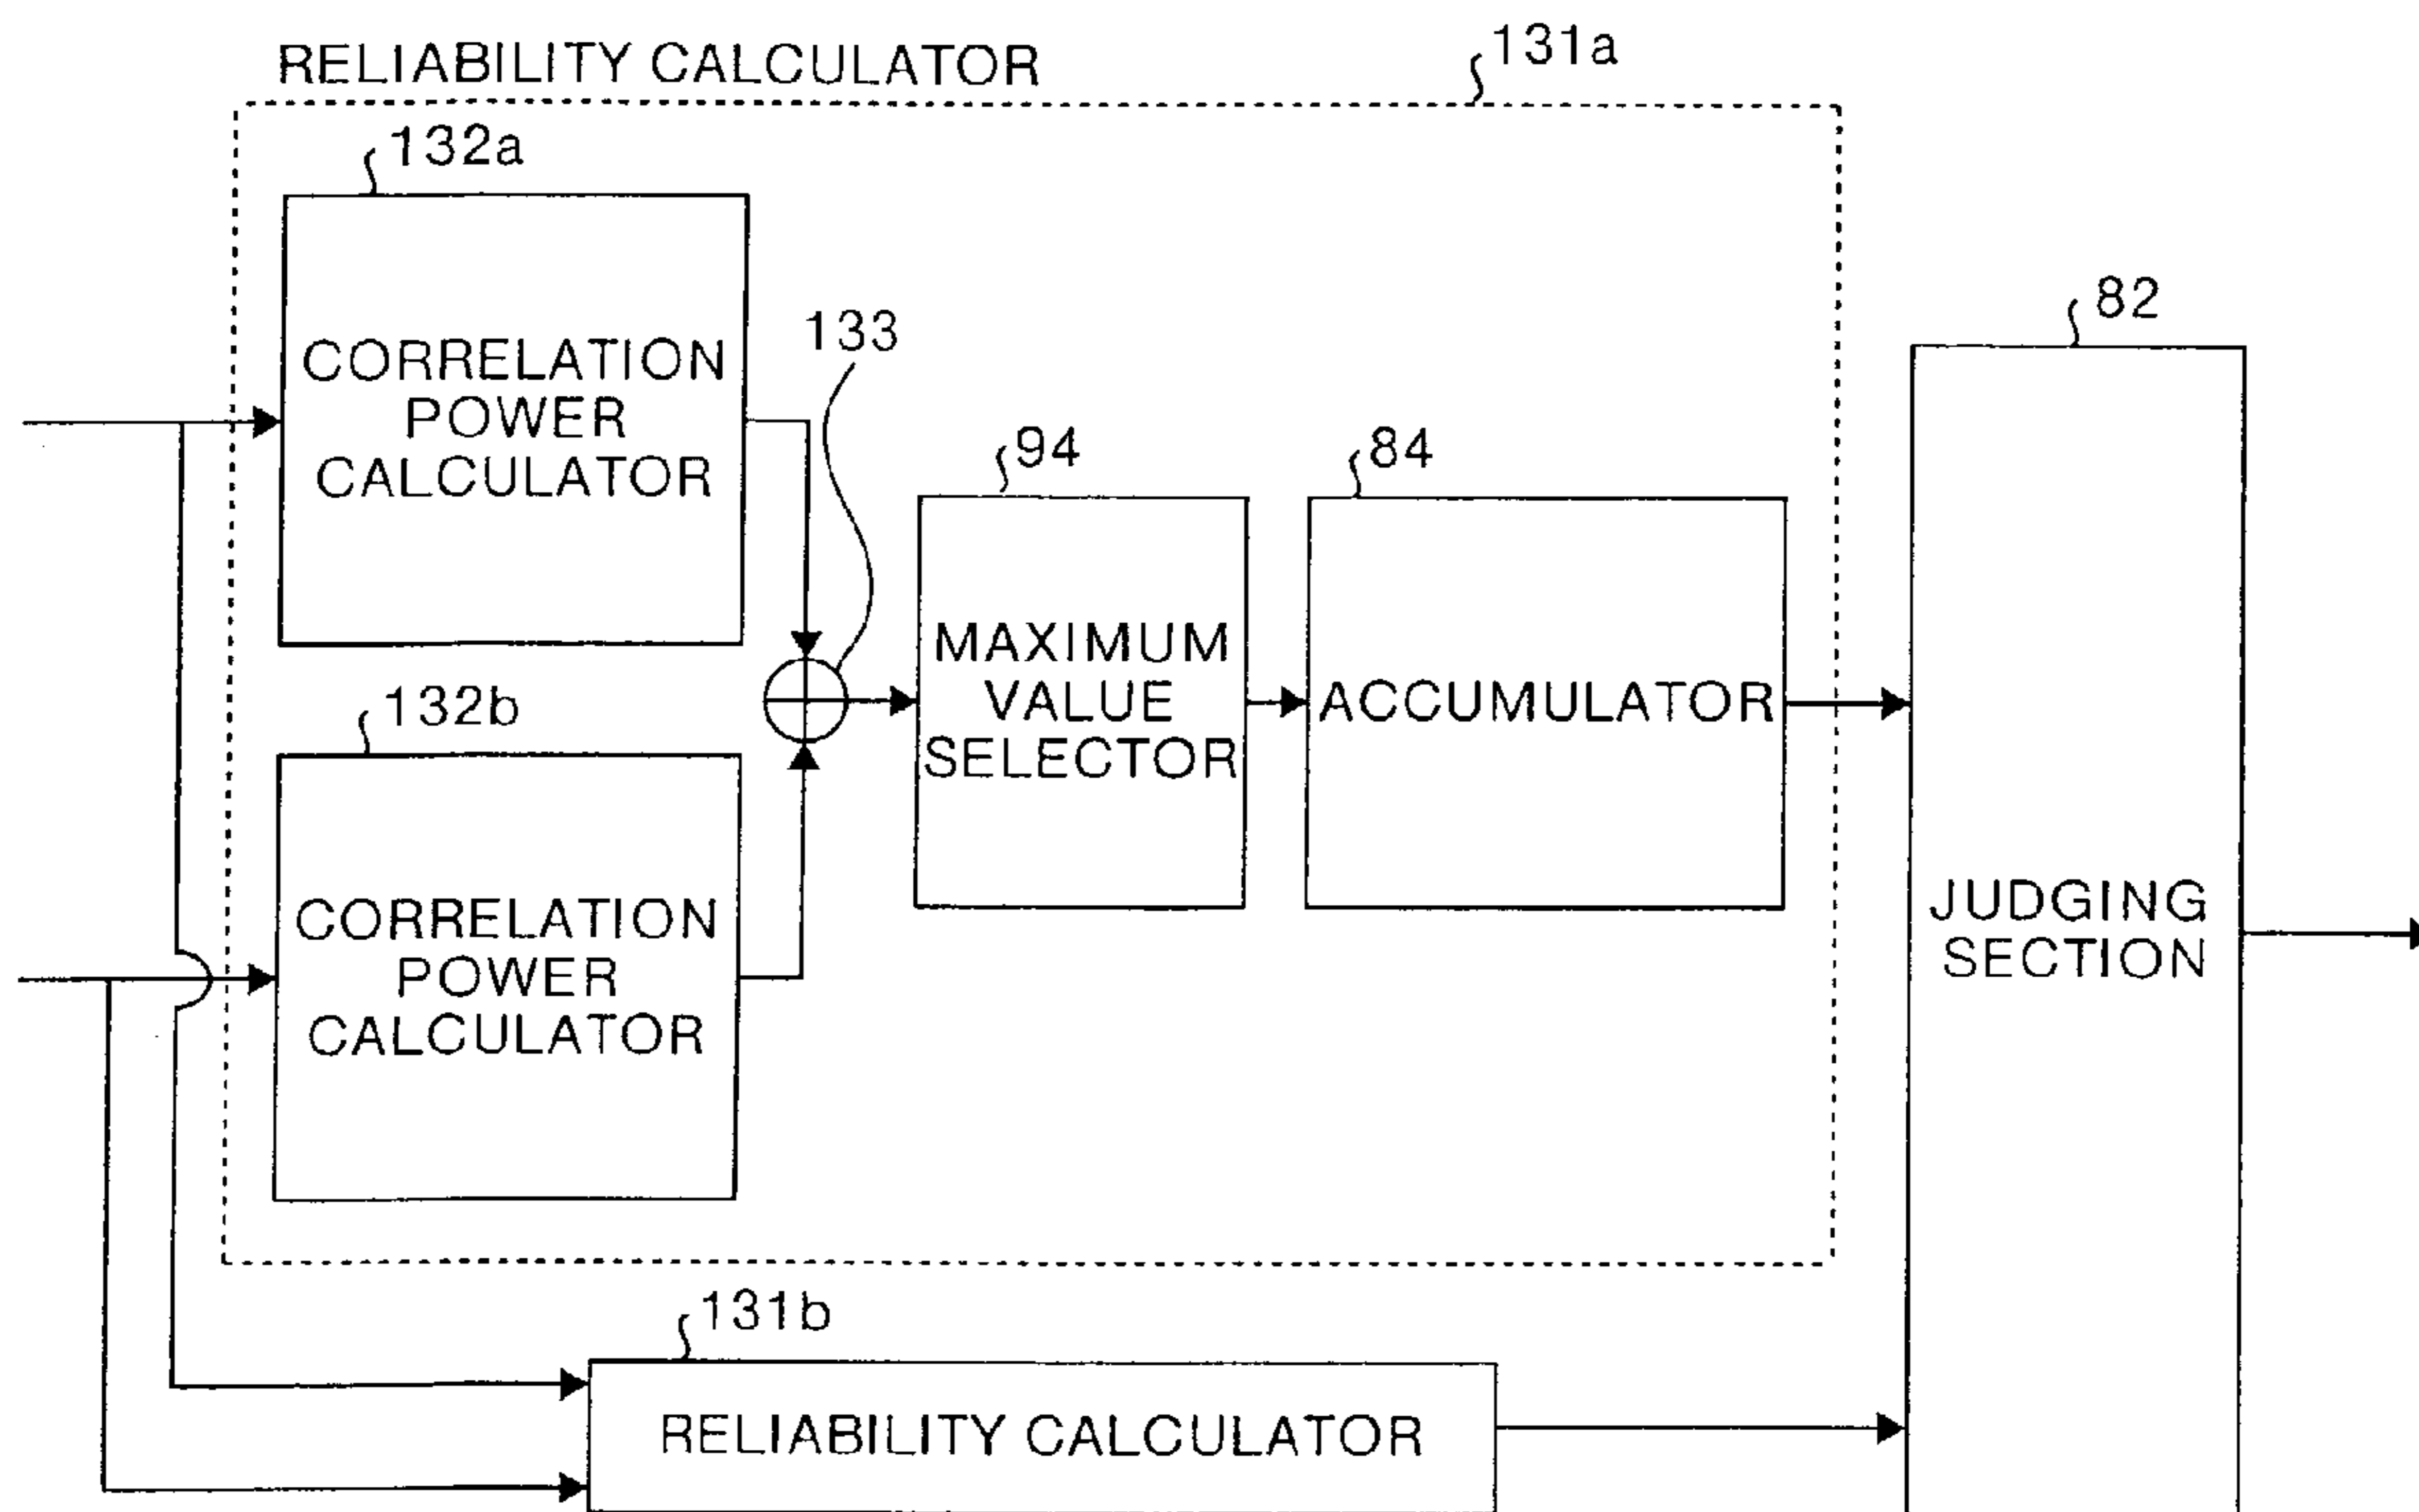 RELIABILITY CALCULATOR
131a
132a
CORRELATION
POWER
CALCULATOR
133
94
MAXIMUM
VALUE
SELECTOR
84
ACCUMULATOR
82
JUDGING
SECTION
132b
CORRELATION
POWER
CALCULATOR
131b
RELIABILITY CALCULATOR